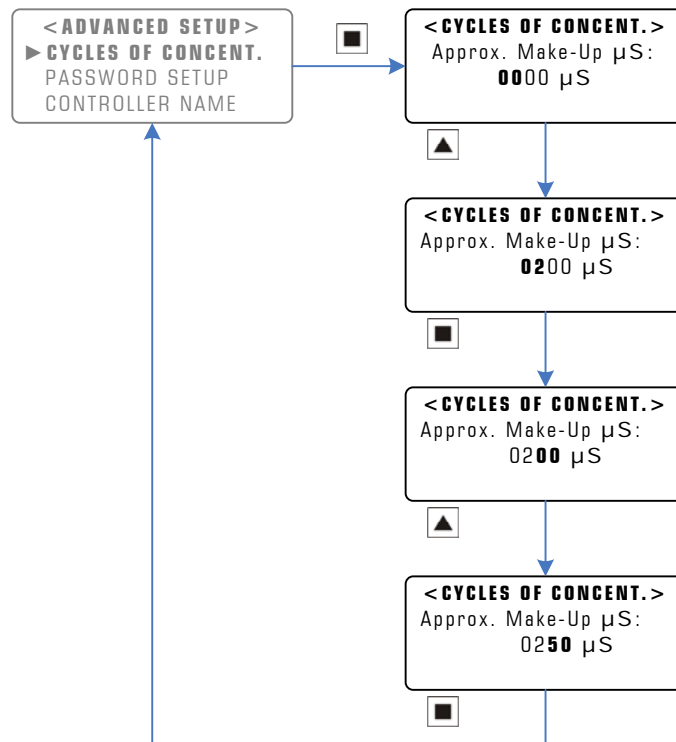 <ADVANCED SETUP>
►CYCLES OF CONCENT.
PASSWORD SETUP
CONTROLLER NAME
<CYCLES OF CONCENT.>
Approx. Make-Up µS:
0000 µS
<CYCLES OF CONCENT.>
Approx. Make-Up µS:
0200 µS
<CYCLES OF CONCENT.>
Approx. Make-Up µS:
0200 µS
<CYCLES OF CONCENT.>
Approx. Make-Up µS:
0250 µS